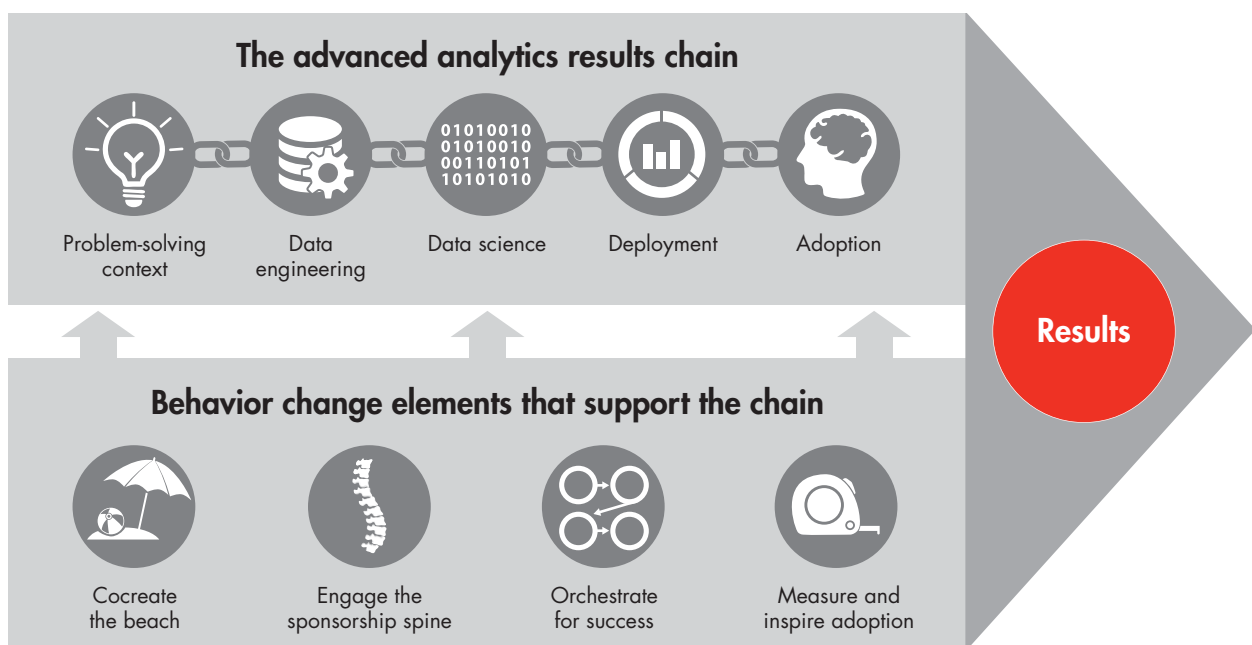 The advanced analytics results chain
01010010
01010010
00110101
10101010
Problem-solving
context
Data
engineering
Data science
Deployment
Adoption
Results
Behavior change elements that support the chain
Cocreate
the beach
Engage the
sponsorship spine
Orchestrate
for success
Measure and
inspire adoption